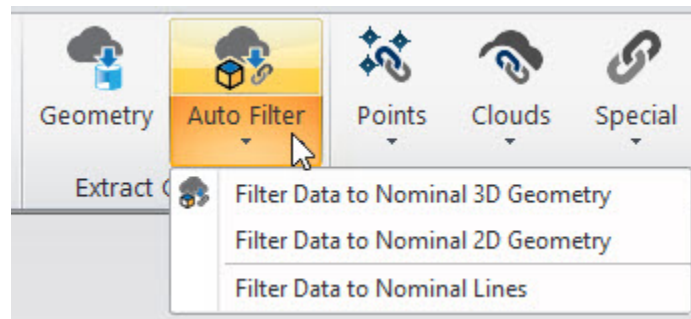 Geometry Auto Filter Points Clouds Special
Extract
Filter Data to Nominal 3D Geometry
Filter Data to Nominal 2D Geometry
Filter Data to Nominal Lines